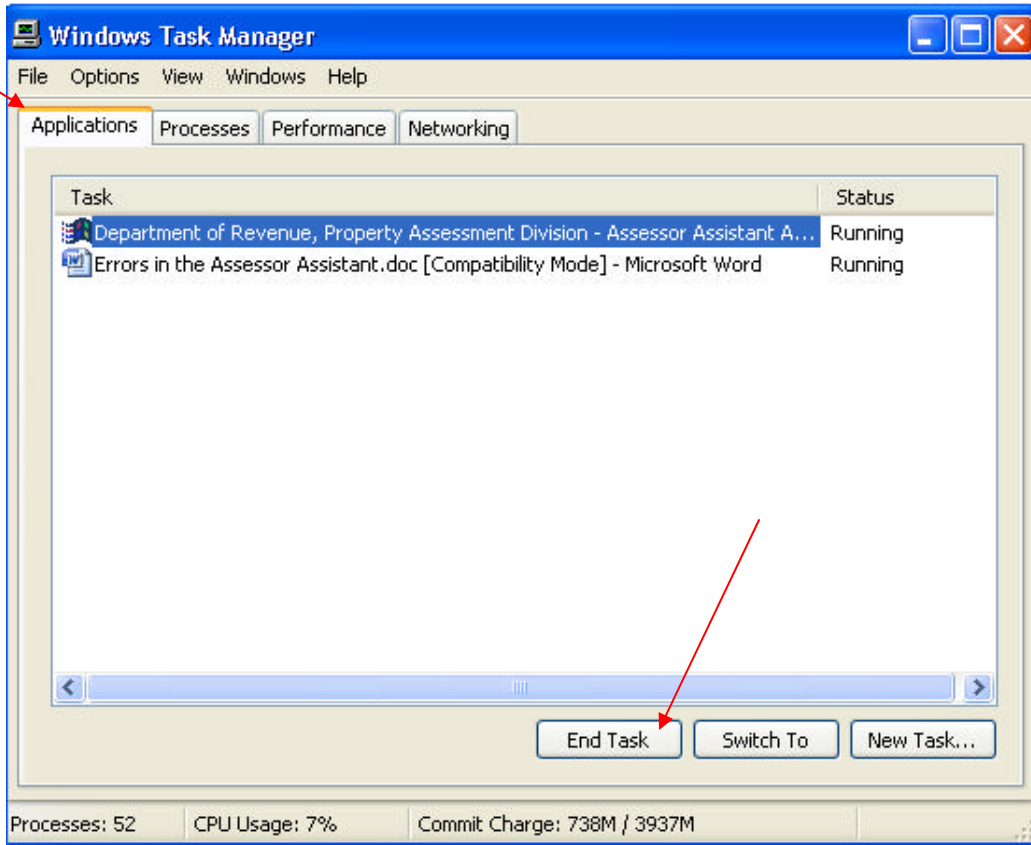 Windows Task Manager
File Options View Windows Help
Applications Processes Performance Networking
Task Status
Department of Revenue, Property Assessment Division - Assessor Assistant A... Running
Errors in the Assessor Assistant.doc [Compatibility Mode] - Microsoft Word Running
End Task Switch To New Task...
Processes: 52 CPU Usage: 7% Commit Charge: 738M / 3937M